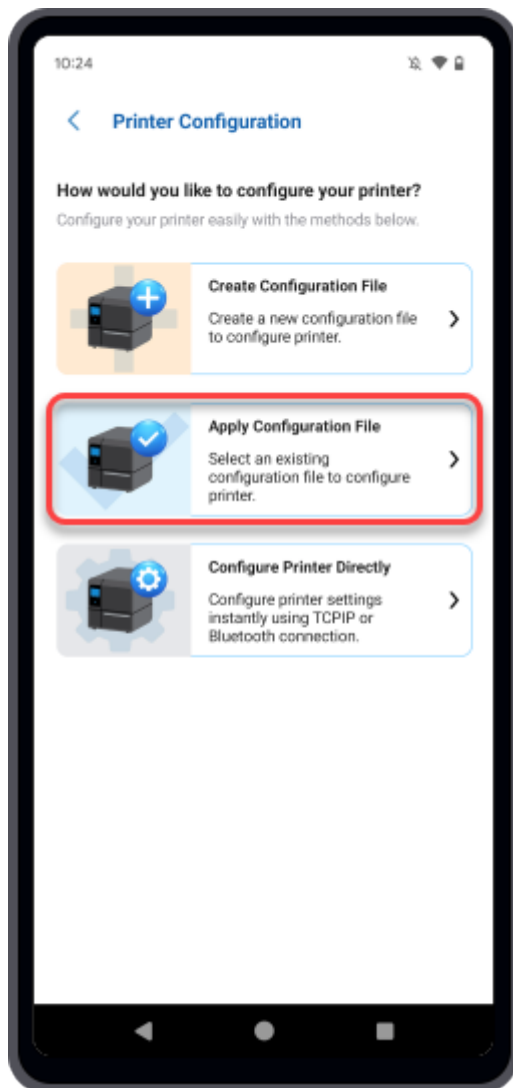 10:24
Printer Configuration
How would you like to configure your printer?
Configure your printer easily with the methods below.
Create Configuration File
Create a new configuration file
to configure printer.
Apply Configuration File
Select an existing
configuration file to configure
printer.
Configure Printer Directly
Configure printer settings
instantly using TCPIP or
Bluetooth connection.